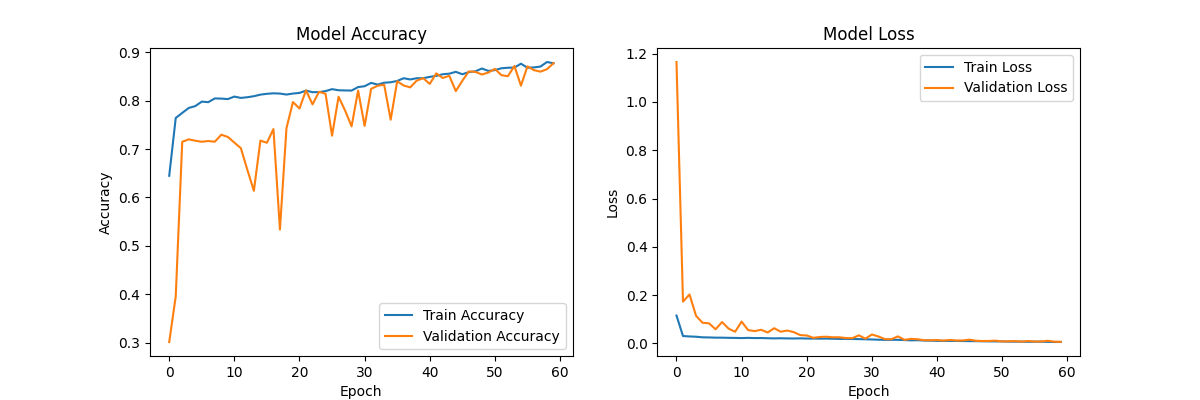 Model Accuracy
Accuracy
0.9
0.8
0.7
0.6
0.5
0.4
0.3
0 10 20 30 40 50 60
Epoch
Train Accuracy
Validation Accuracy
Model Loss
Loss
1.2
1.0
0.8
0.6
0.4
0.2
0.0
0 10 20 30 40 50 60
Epoch
Train Loss
Validation Loss